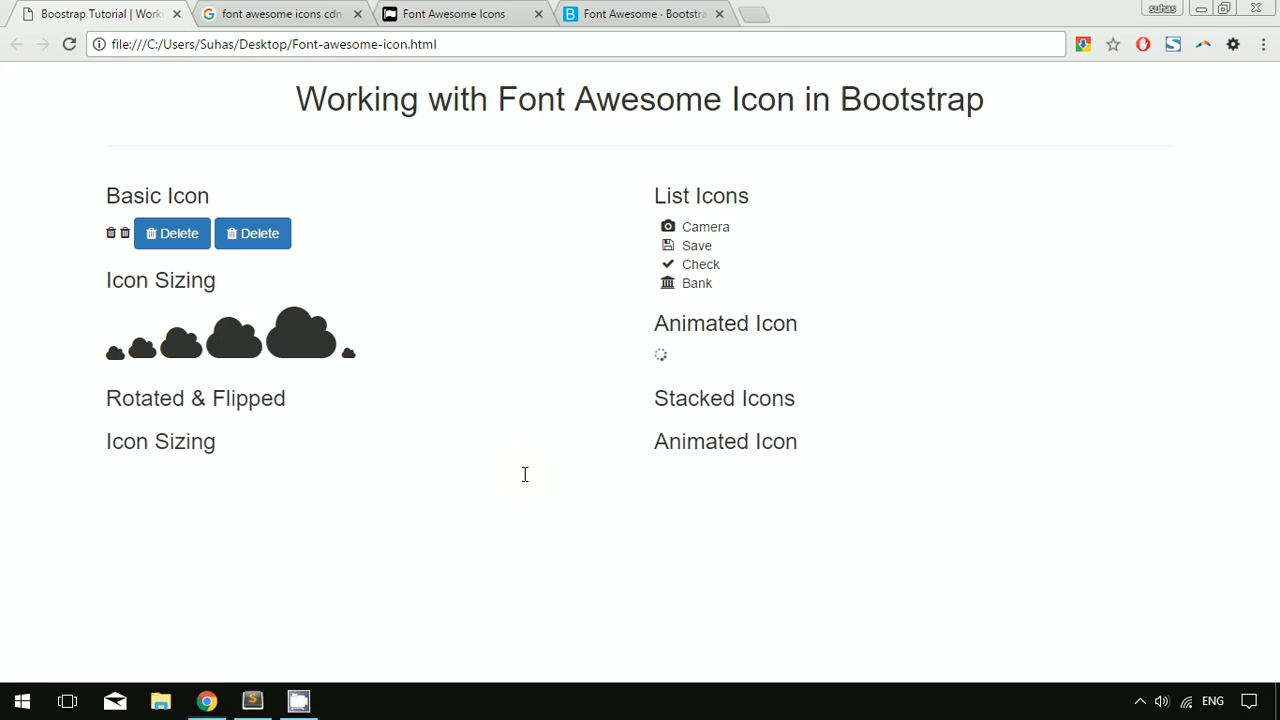 Boostrap Tutorial | Work
font awesome icons cdn
Font Awesome Icons
Font Awesome · Bootstra
suhas
file:///C:/Users/Suhas/Desktop/Font-awesome-icon.html
Working with Font Awesome Icon in Bootstrap
Basic Icon
Delete Delete
Icon Sizing
Rotated & Flipped
Icon Sizing
List Icons
Camera
Save
Check
Bank
Animated Icon
Stacked Icons
Animated Icon
ENG